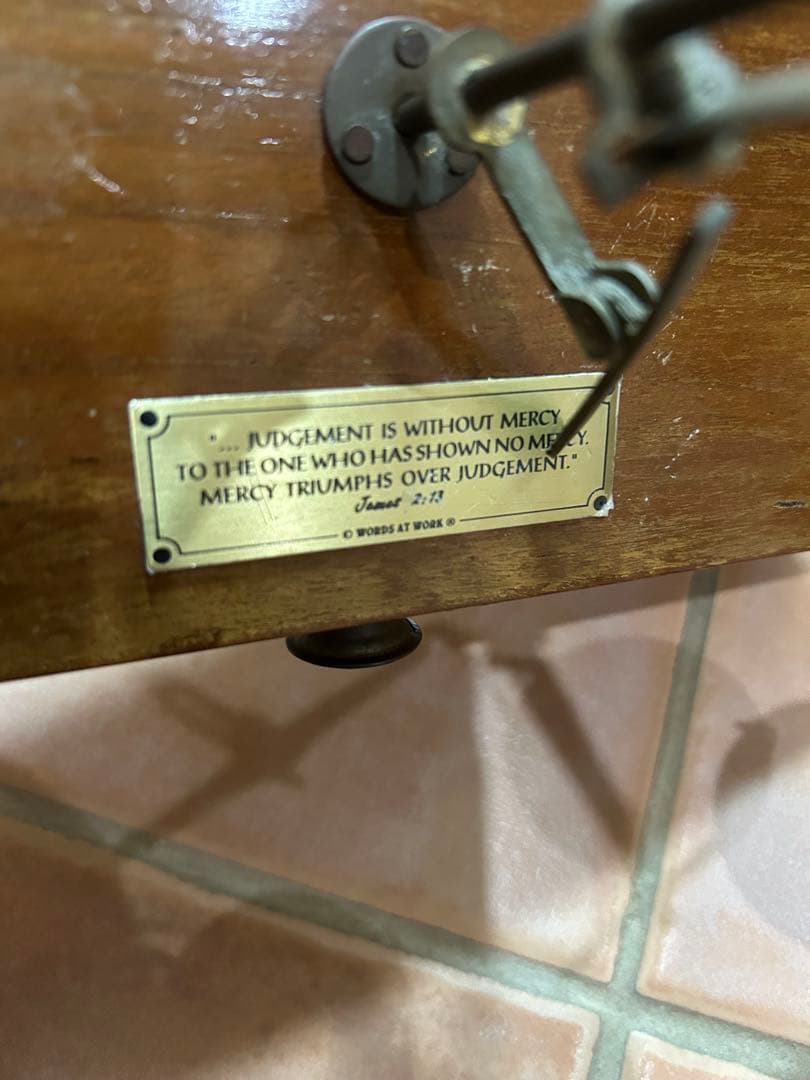 "... JUDGEMENT IS WITHOUT MERCY
TO THE ONE WHO HAS SHOWN NO MERCY.
MERCY TRIUMPHS OVER JUDGEMENT."
James 2:13
© WORDS AT WORK ®